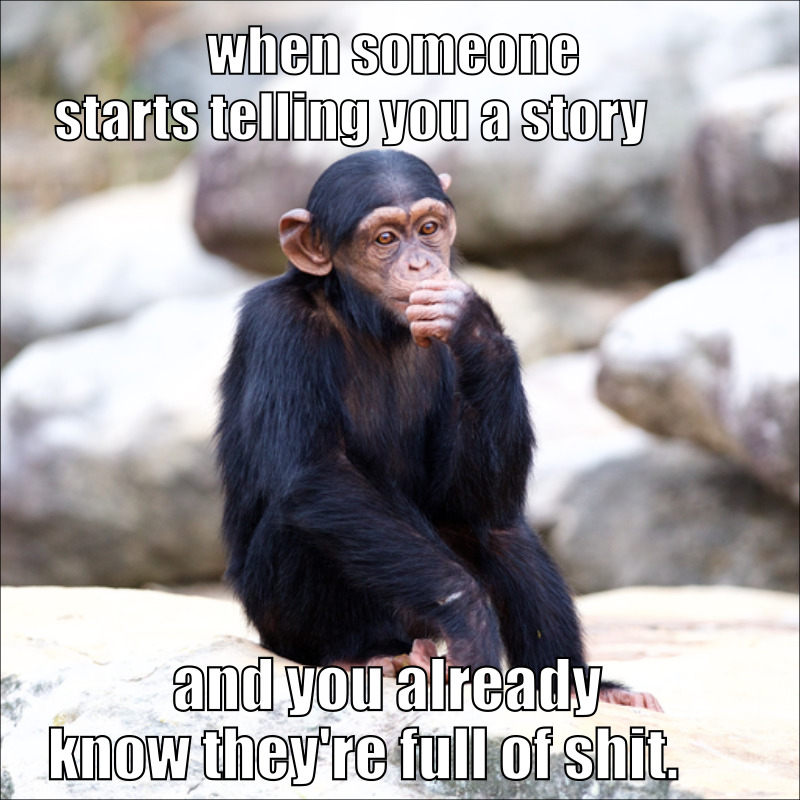 when someone
starts telling you a story
and you already
know they're full of shit.